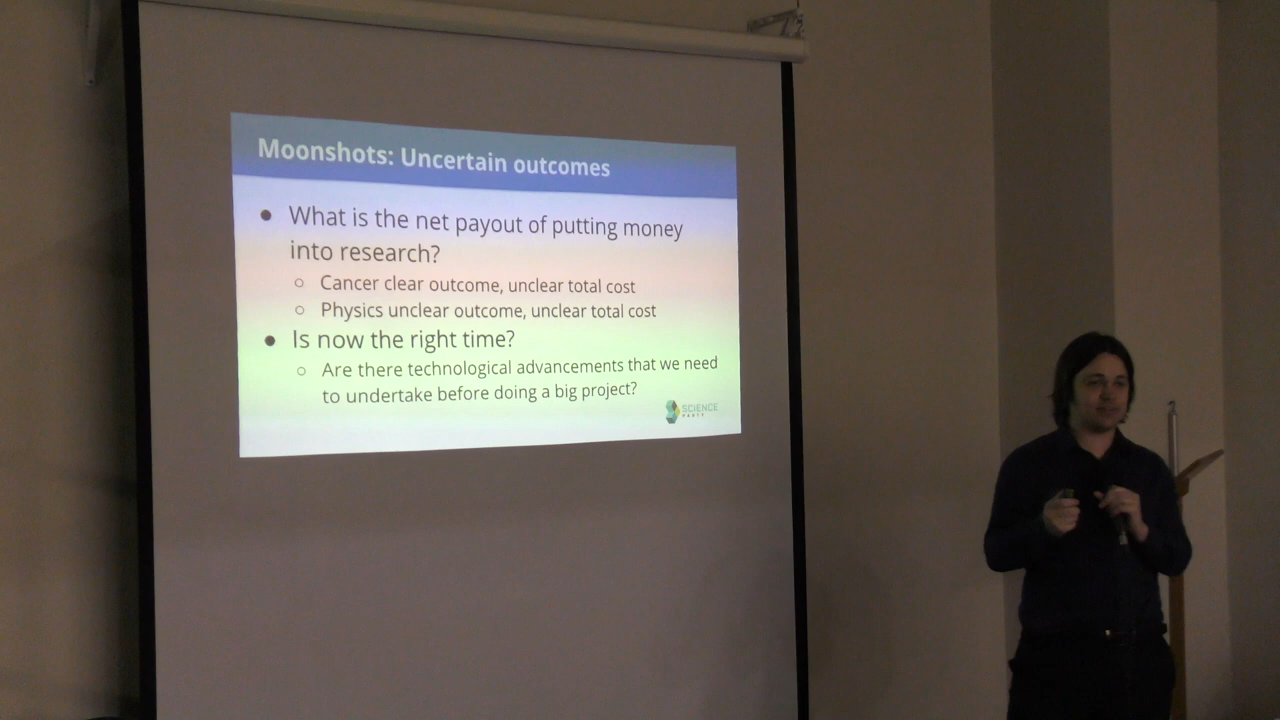 Moonshots: Uncertain outcomes
● What is the net payout of putting money
into research?
○ Cancer clear outcome, unclear total cost
○ Physics unclear outcome, unclear total cost
● Is now the right time?
○ Are there technological advancements that we need
to undertake before doing a big project?
SCIENCE
PARTY